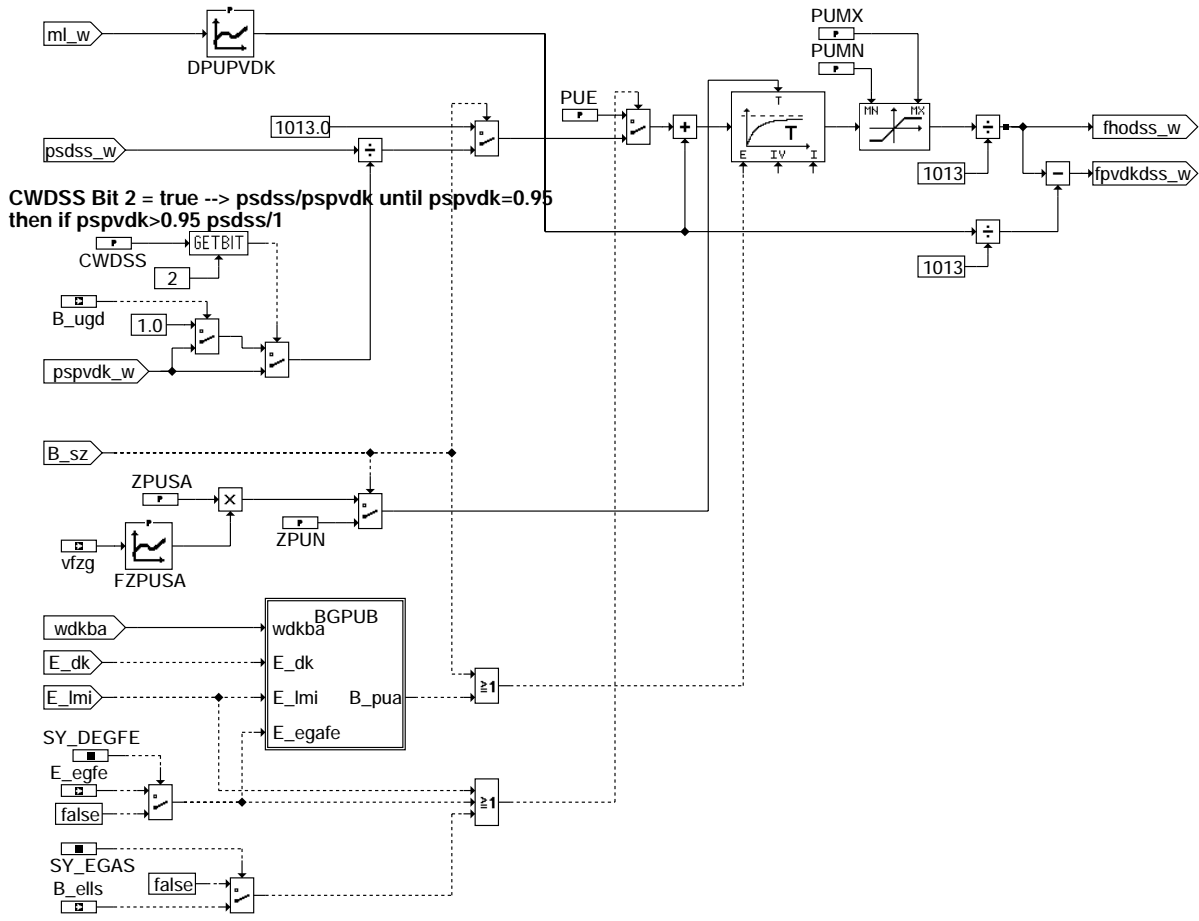 ml_w
P
DPUPVDK
PUMX
P
PUMN
P
PUE
P
1013.0
T
T
E IV I
MN MX
÷
fhodss_w
psdss_w
÷
+
1013
−
fpvdkdss_w
CWDSS Bit 2 = true --> psdss/pspvdk until pspvdk=0.95
then if pspvdk>0.95 psdss/1
P
CWDSS
GETBIT
÷
1013
2
B_ugd
1.0
pspvdk_w
B_sz
ZPUSA
P
×
P
ZPUN
P
vfzg
FZPUSA
BGPUB
wdkba
wdkba
E_dk
E_dk
E_lmi
E_lmi
B_pua
≥1
E_egafe
SY_DEGFE
E_egfe
false
≥1
SY_EGAS
false
B_ells